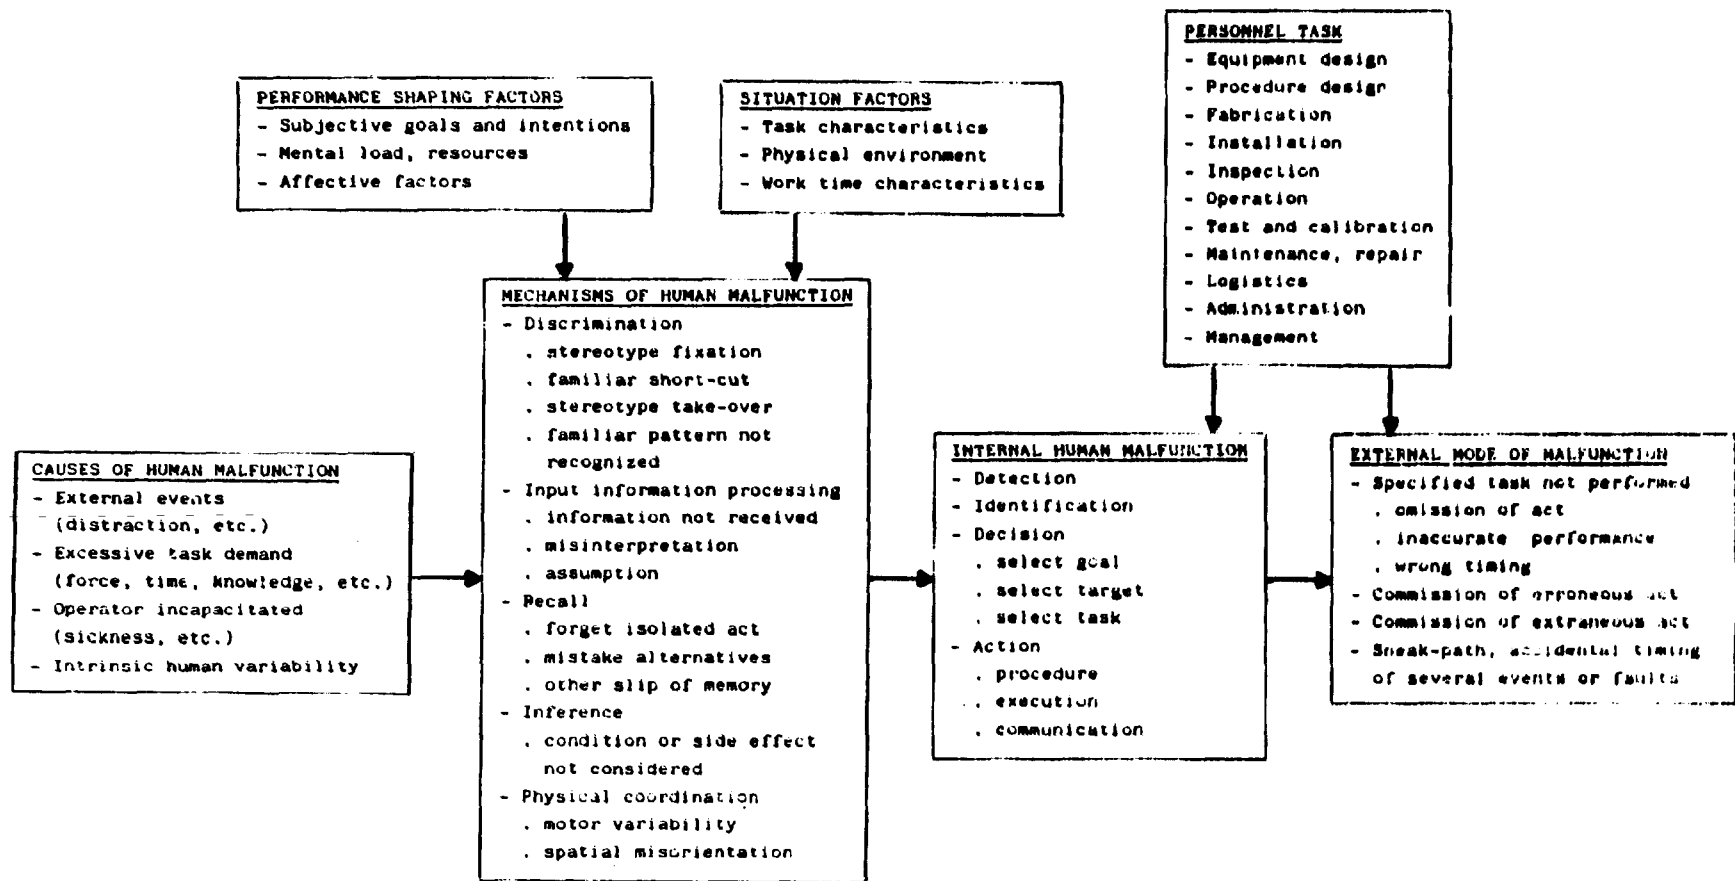 PERFORMANCE SHAPING FACTORS
- Subjective goals and intentions
- Mental load, resources
- Affective factors
SITUATION FACTORS
- Task characteristics
- Physical environment
- Work time characteristics
PERSONNEL TASK
- Equipment design
- Procedure design
- Fabrication
- Installation
- Inspection
- Operation
- Test and calibration
- Maintenance, repair
- Logistics
- Administration
- Management
CAUSES OF HUMAN MALFUNCTION
- External events
(distraction, etc.)
- Excessive task demand
(force, time, knowledge, etc.)
- Operator incapacitated
(sickness, etc.)
- Intrinsic human variability
MECHANISMS OF HUMAN MALFUNCTION
- Discrimination
. stereotype fixation
. familiar short-cut
. stereotype take-over
. familiar pattern not
recognized
- Input information processing
. information not received
. misinterpretation
. assumption
- Recall
. forget isolated act
. mistake alternatives
. other slip of memory
- Inference
. condition or side effect
not considered
- Physical coordination
. motor variability
. spatial misorientation
INTERNAL HUMAN MALFUNCTION
- Detection
- Identification
- Decision
. select goal
. select target
. select task
- Action
. procedure
. execution
. communication
EXTERNAL MODE OF MALFUNCTION
- Specified task not performed
. omission of act
. inaccurate performance
. wrong timing
- Commission of erroneous act
- Commission of extraneous act
- Sneak-path, accidental timing
of several events or faults